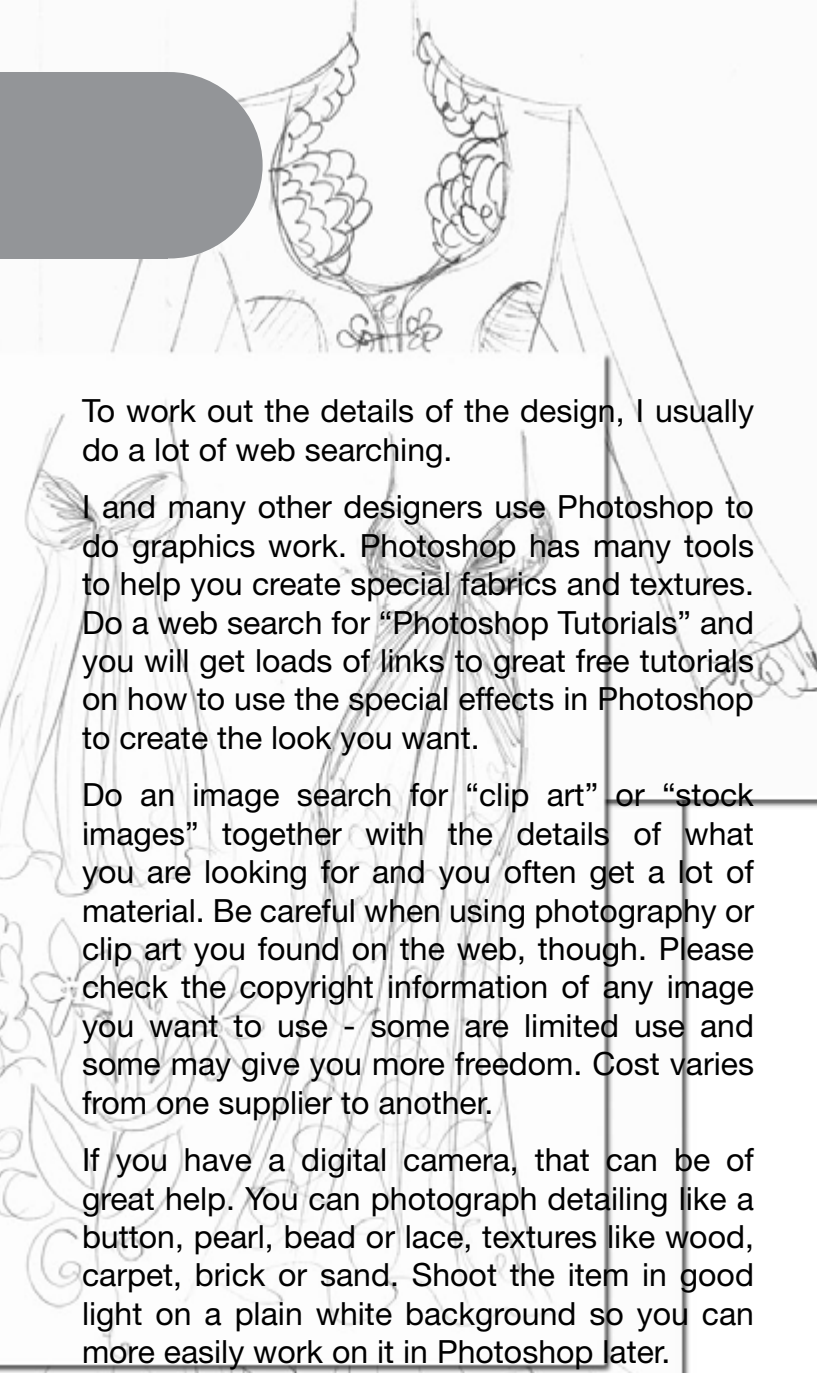 To work out the details of the design, I usually
do a lot of web searching.
I and many other designers use Photoshop to
do graphics work. Photoshop has many tools
to help you create special fabrics and textures.
Do a web search for “Photoshop Tutorials” and
you will get loads of links to great free tutorials
on how to use the special effects in Photoshop
to create the look you want.
Do an image search for “clip art” or “stock
images” together with the details of what
you are looking for and you often get a lot of
material. Be careful when using photography or
clip art you found on the web, though. Please
check the copyright information of any image
you want to use - some are limited use and
some may give you more freedom. Cost varies
from one supplier to another.
If you have a digital camera, that can be of
great help. You can photograph detailing like a
button, pearl, bead or lace, textures like wood,
carpet, brick or sand. Shoot the item in good
light on a plain white background so you can
more easily work on it in Photoshop later.